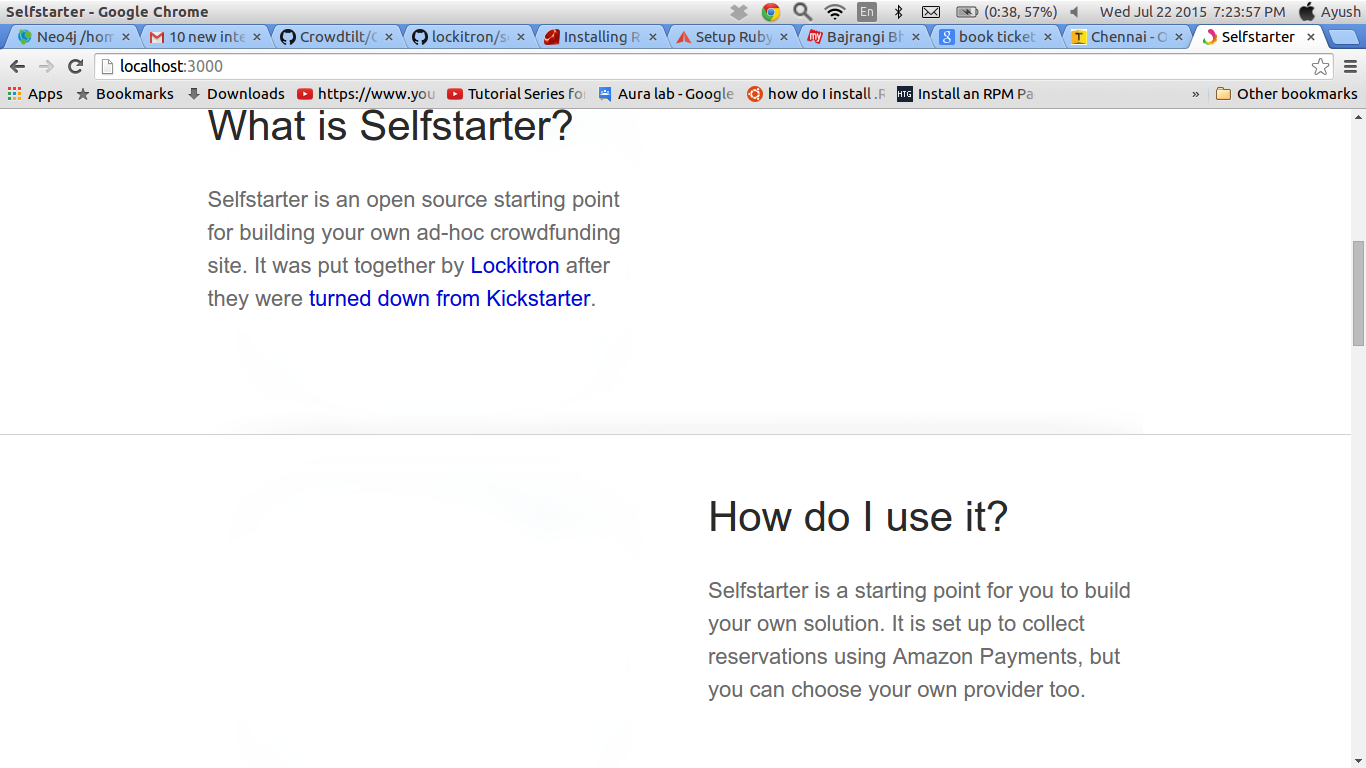 Selfstarter - Google Chrome
En
(0:38, 57%)
Wed Jul 22 2015 7:23:57 PM
Ayush
Neo4j /hom
10 new inte
Crowdtilt/C
lockitron/se
Installing R
Setup Ruby
Bajrangi Bh
book ticket
Chennai - O
Selfstarter
localhost:3000
Apps
Bookmarks
Downloads
https://www.you
Tutorial Series for
Aura lab - Google
how do I install .R
HTG
Install an RPM Pa
»
Other bookmarks
What is Selfstarter?
Selfstarter is an open source starting point
for building your own ad-hoc crowdfunding
site. It was put together by Lockitron after
they were turned down from Kickstarter.
How do I use it?
Selfstarter is a starting point for you to build
your own solution. It is set up to collect
reservations using Amazon Payments, but
you can choose your own provider too.